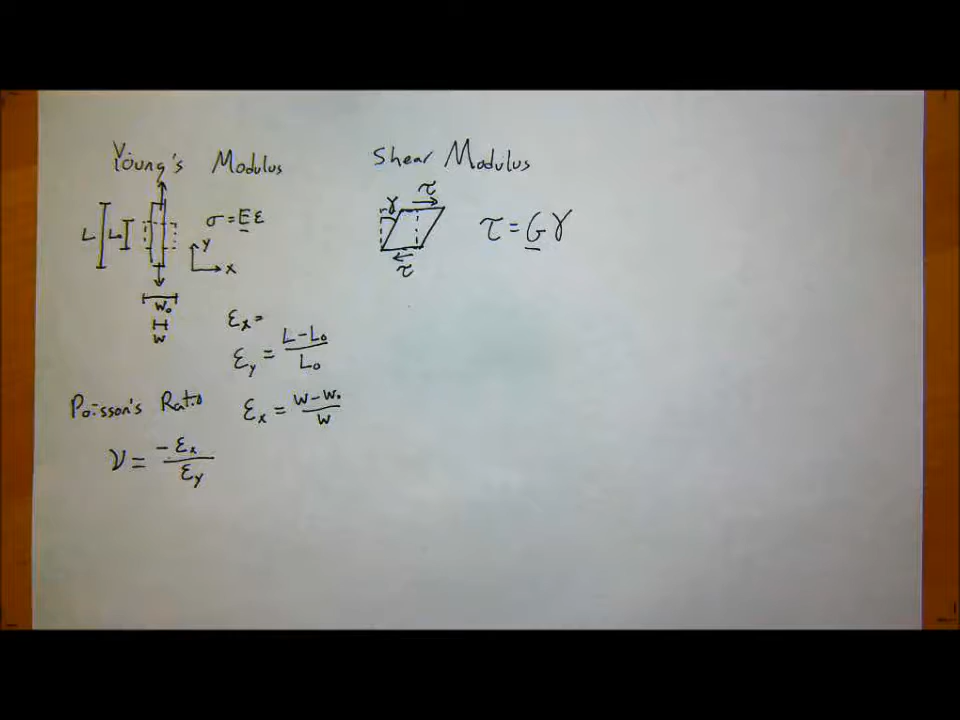 Young's Modulus
σ = E ε
L L₀
y
x
w₀
w
εx =
εy = (L - L₀) / L₀
Poisson's Ratio
εx = (w - w₀) / w
ν = -εx / εy
Shear Modulus
τ
γ
τ
τ = G γ